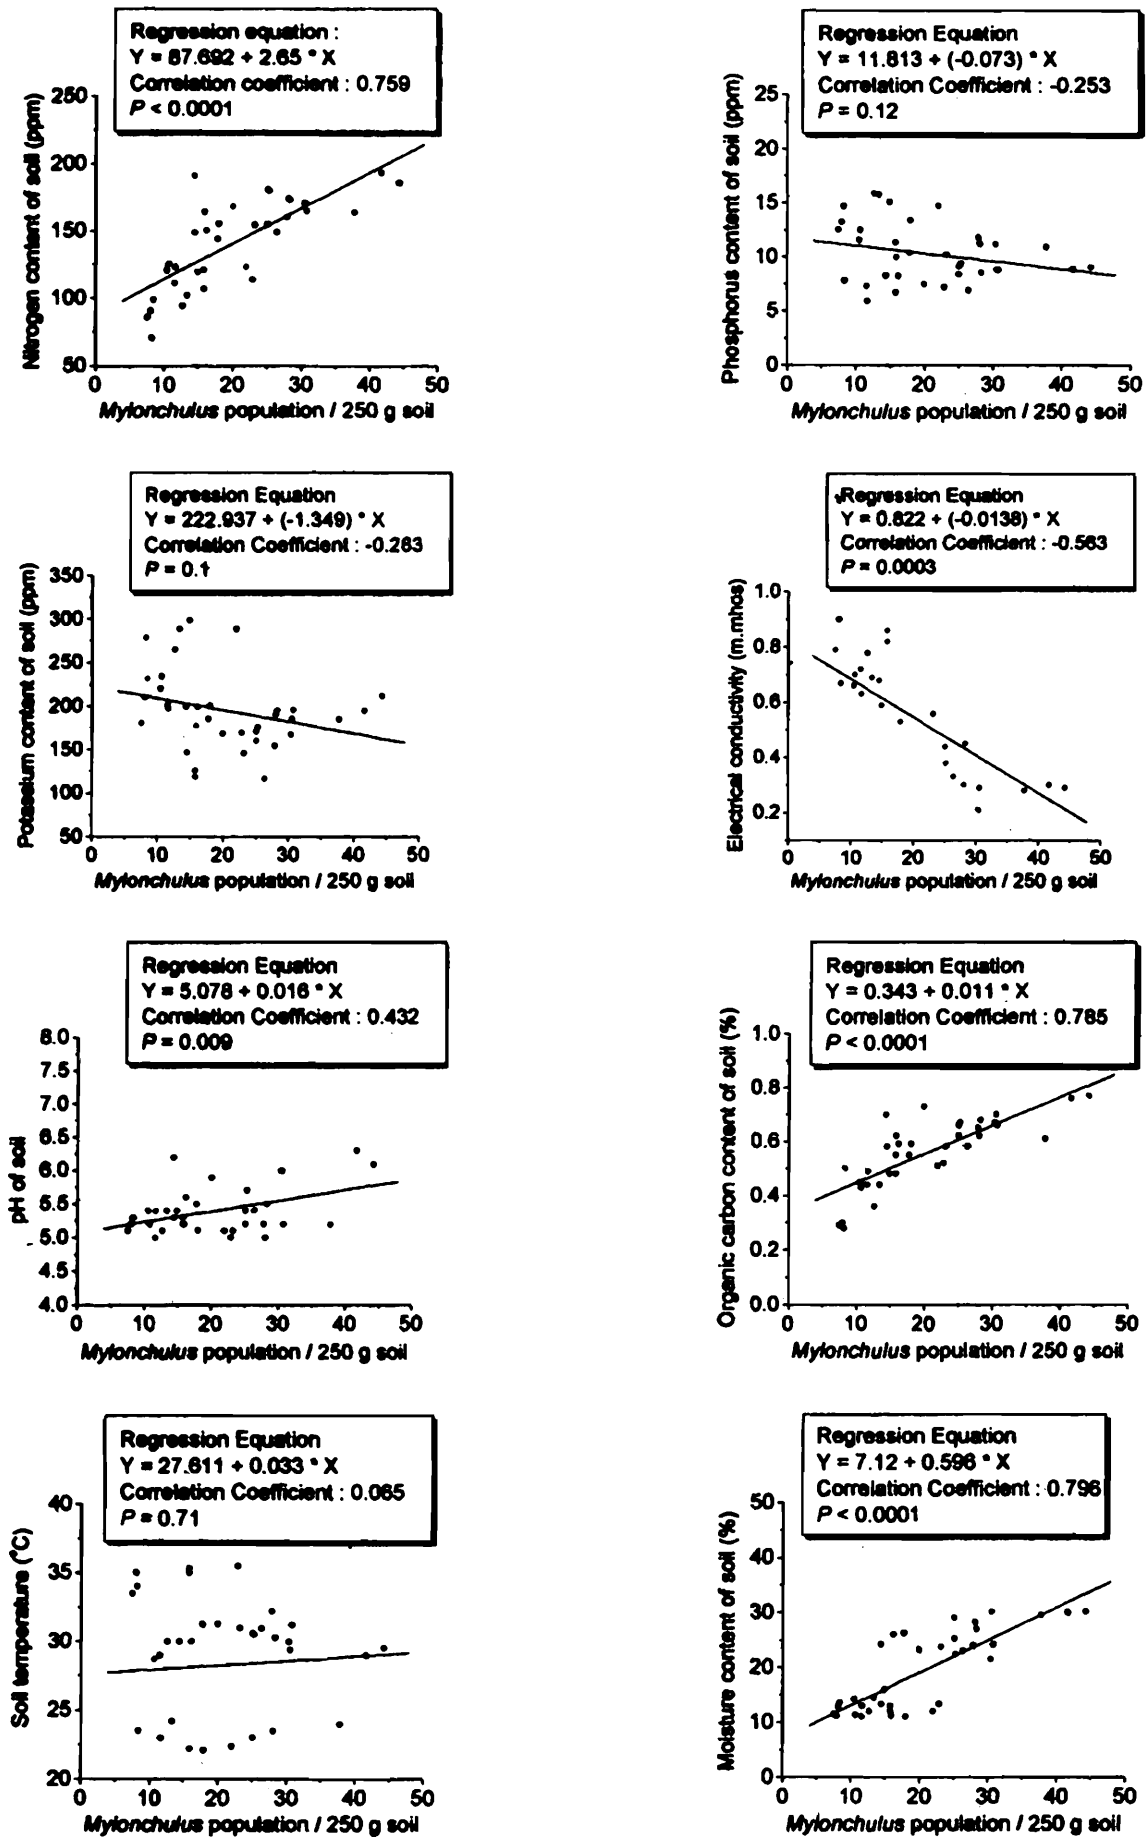 Regression equation :
Y = 87.692 + 2.65 * X
Correlation coefficient : 0.759
P < 0.0001
Nitrogen content of soil (ppm)
250
200
150
100
50
0 10 20 30 40 50
Mylonchulus population / 250 g soil
Regression Equation
Y = 11.813 + (-0.073) * X
Correlation Coefficient : -0.253
P = 0.12
Phosphorus content of soil (ppm)
25
20
15
10
5
0
0 10 20 30 40 50
Mylonchulus population / 250 g soil
Regression Equation
Y = 222.937 + (-1.349) * X
Correlation Coefficient : -0.263
P = 0.1
Potassium content of soil (ppm)
350
300
250
200
150
100
50
0 10 20 30 40 50
Mylonchulus population / 250 g soil
Regression Equation
Y = 0.822 + (-0.0138) * X
Correlation Coefficient : -0.563
P = 0.0003
Electrical conductivity (m.mhos)
1.0
0.8
0.6
0.4
0.2
0 10 20 30 40 50
Mylonchulus population / 250 g soil
Regression Equation
Y = 5.078 + 0.016 * X
Correlation Coefficient : 0.432
P = 0.009
pH of soil
8.0
7.5
7.0
6.5
6.0
5.5
5.0
4.5
4.0
0 10 20 30 40 50
Mylonchulus population / 250 g soil
Regression Equation
Y = 0.343 + 0.011 * X
Correlation Coefficient : 0.785
P < 0.0001
Organic carbon content of soil (%)
1.0
0.8
0.6
0.4
0.2
0.0
0 10 20 30 40 50
Mylonchulus population / 250 g soil
Regression Equation
Y = 27.611 + 0.033 * X
Correlation Coefficient : 0.065
P = 0.71
Soil temperature (°C)
40
35
30
25
20
0 10 20 30 40 50
Mylonchulus population / 250 g soil
Regression Equation
Y = 7.12 + 0.596 * X
Correlation Coefficient : 0.796
P < 0.0001
Moisture content of soil (%)
50
40
30
20
10
0
0 10 20 30 40 50
Mylonchulus population / 250 g soil